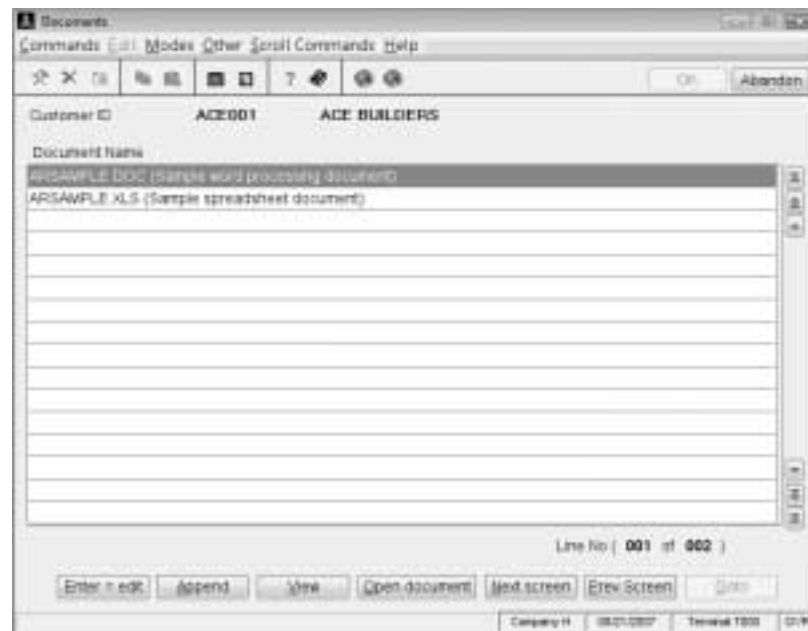 Documents
Commands Edit Modes Other Scroll Commands Help
? OK Abandon
Customer ID ACE001 ACE BUILDERS
Document Name
ARSAMPLE.DOC (Sample word processing document)
ARSAMPLE.XLS (Sample spreadsheet document)
Line No ( 001 of 002 )
Enter = edit Append View Open document Next screen Prev Screen Goto
Company H Terminal T000